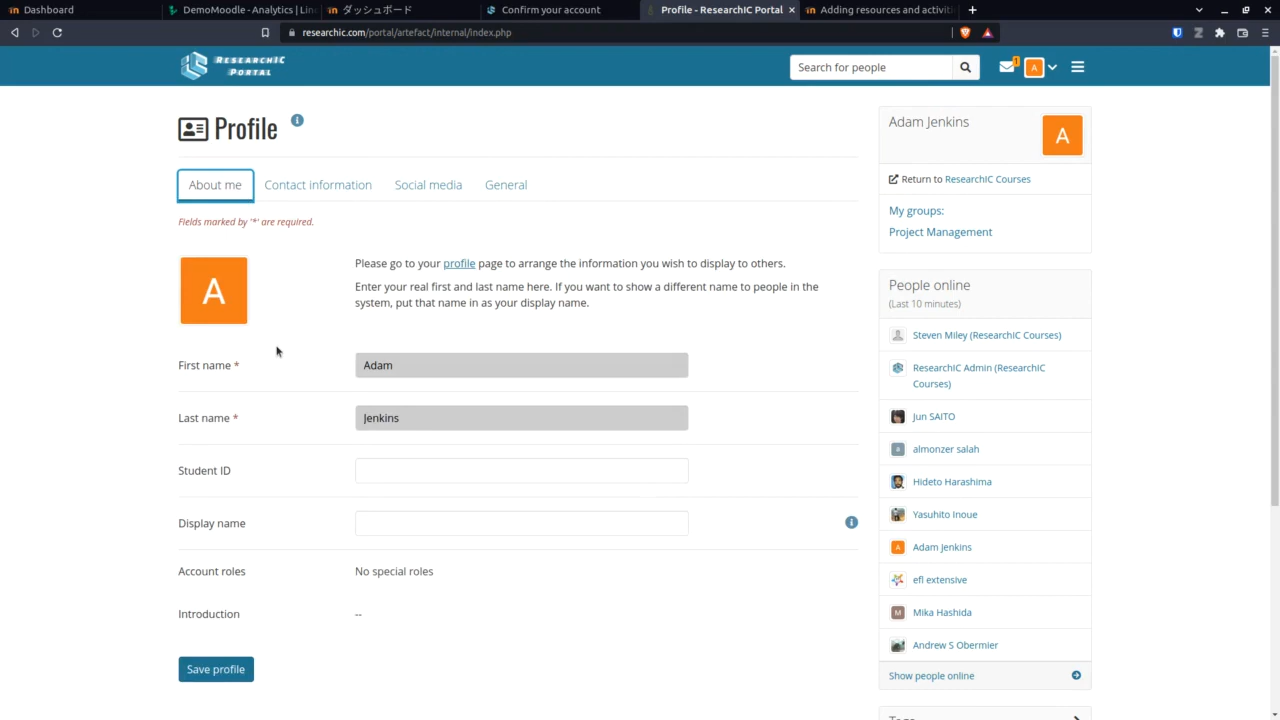 Dashboard
DemoMoodle - Analytics | Lin
ダッシュボード
Confirm your account
Profile - ResearchIC Portal
Adding resources and activit
researchic.com/portal/artefact/internal/index.php
RESEARCHIC
PORTAL
Search for people
1
A
Profile
About me
Contact information
Social media
General
Fields marked by '*' are required.
A
Please go to your profile page to arrange the information you wish to display to others.
Enter your real first and last name here. If you want to show a different name to people in the
system, put that name in as your display name.
First name *
Adam
Last name *
Jenkins
Student ID
Display name
Account roles
No special roles
Introduction
--
Save profile
Adam Jenkins
A
Return to ResearchIC Courses
My groups:
Project Management
People online
(Last 10 minutes)
Steven Miley (ResearchIC Courses)
ResearchIC Admin (ResearchIC
Courses)
Jun SAITO
a
almonzer salah
Hideto Harashima
Yasuhito Inoue
A
Adam Jenkins
efl extensive
M
Mika Hashida
Andrew S Obermier
Show people online
Tags